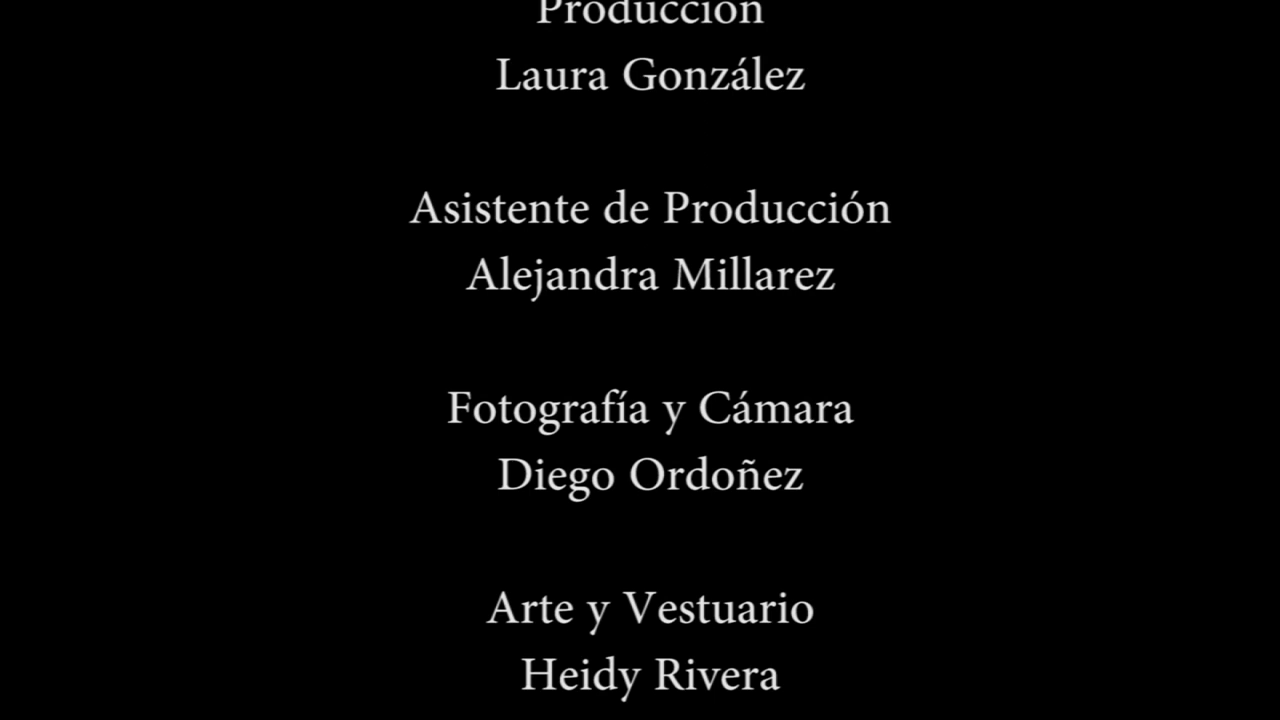 Producción
Laura González
Asistente de Producción
Alejandra Millarez
Fotografía y Cámara
Diego Ordoñez
Arte y Vestuario
Heidy Rivera